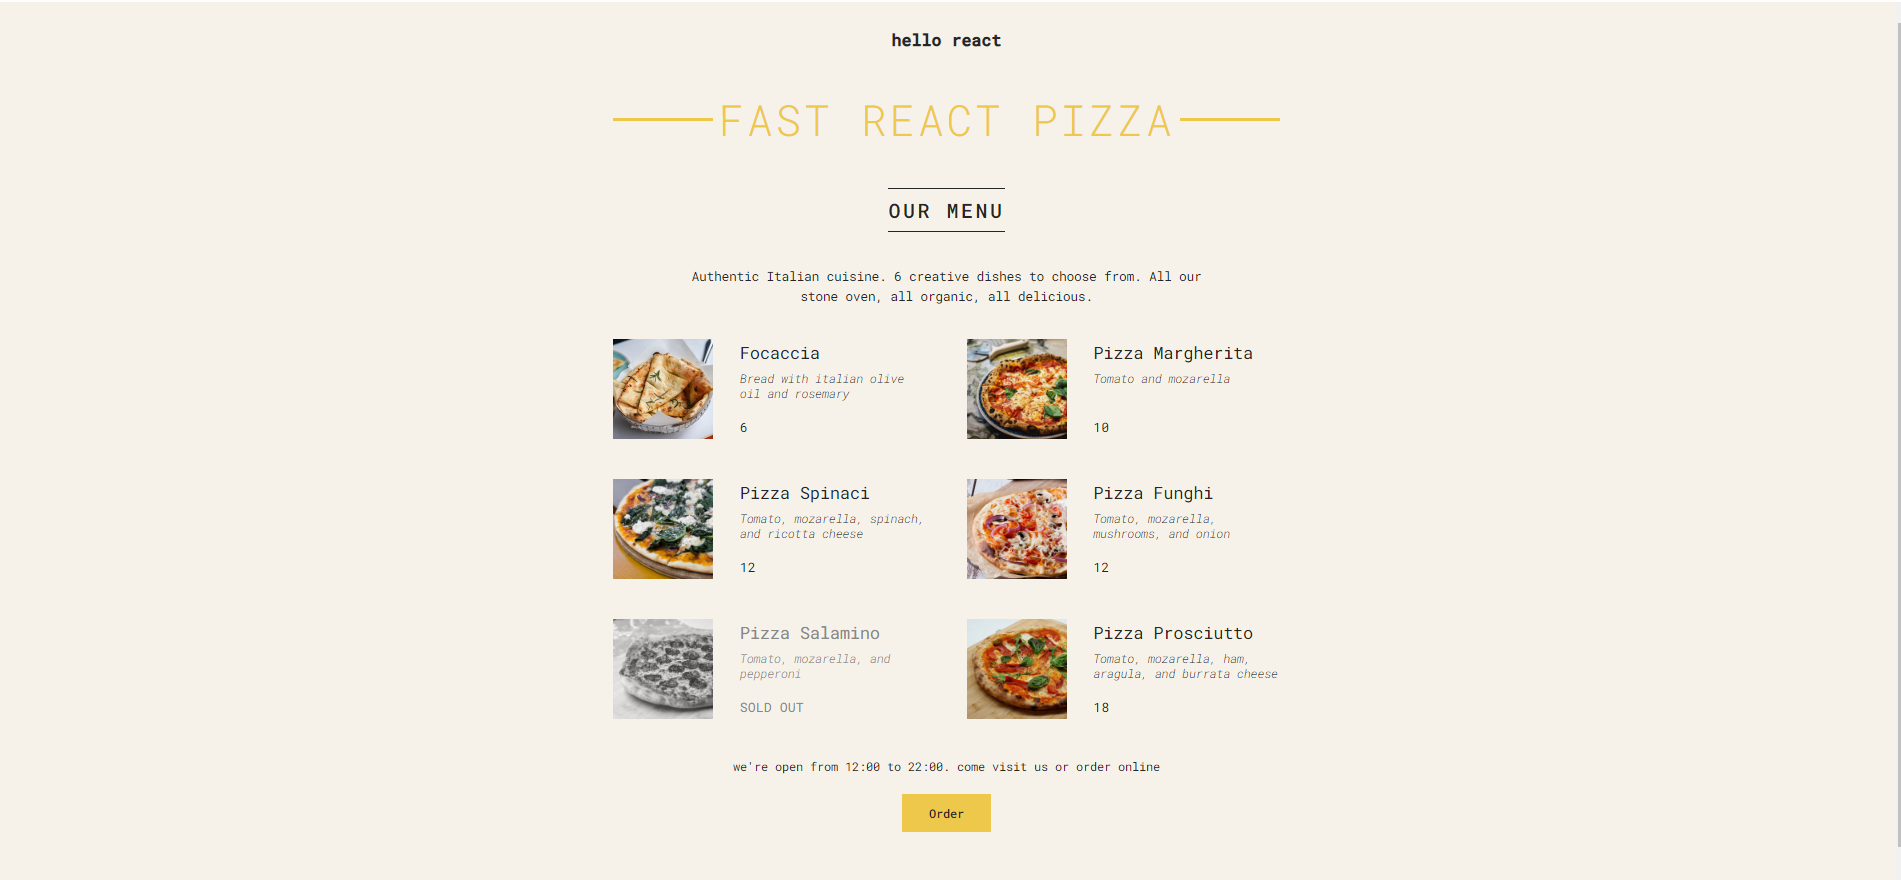 hello react
FAST REACT PIZZA
OUR MENU
Authentic Italian cuisine. 6 creative dishes to choose from. All our
stone oven, all organic, all delicious.
Focaccia
Bread with italian olive
oil and rosemary
6
Pizza Margherita
Tomato and mozarella
10
Pizza Spinaci
Tomato, mozarella, spinach,
and ricotta cheese
12
Pizza Funghi
Tomato, mozarella,
mushrooms, and onion
12
Pizza Salamino
Tomato, mozarella, and
pepperoni
SOLD OUT
Pizza Prosciutto
Tomato, mozarella, ham,
aragula, and burrata cheese
18
we're open from 12:00 to 22:00. come visit us or order online
Order